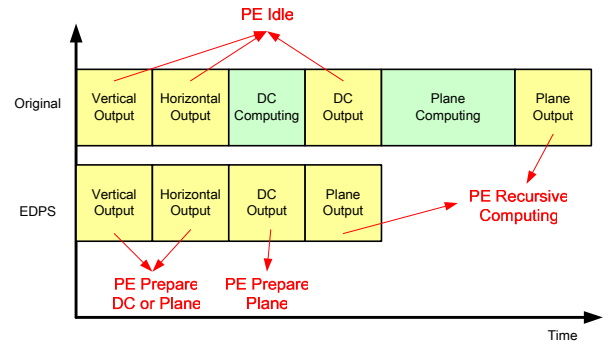 PE Idle
Original
Vertical
Output
Horizontal
Output
DC
Computing
DC
Output
Plane
Computing
Plane
Output
EDPS
Vertical
Output
Horizontal
Output
DC
Output
Plane
Output
PE Recursive
Computing
PE Prepare
DC or Plane
PE Prepare
Plane
Time